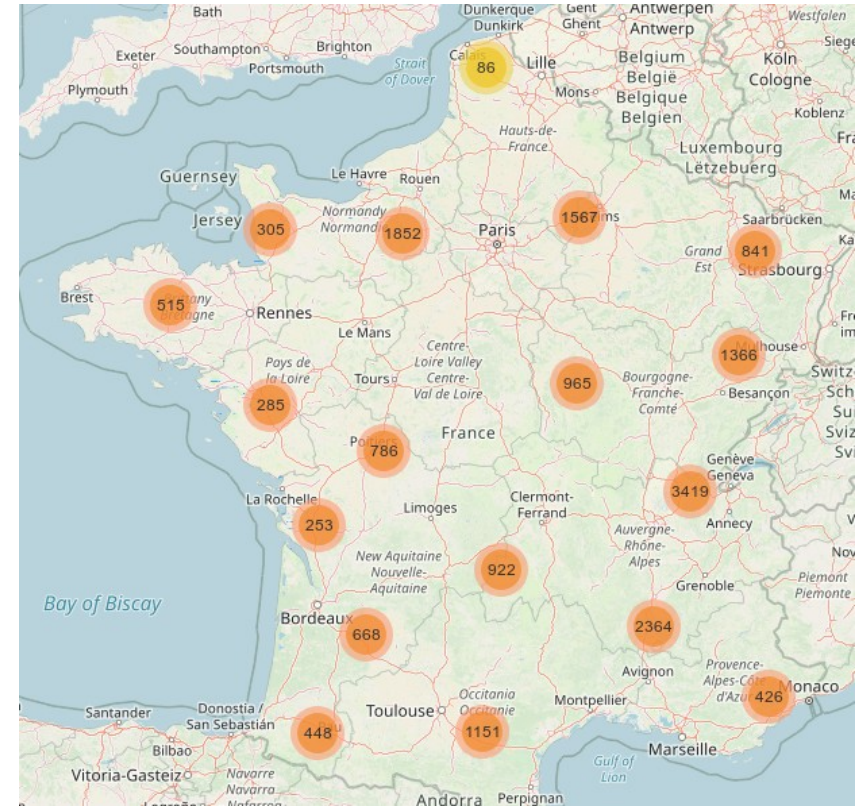 Bath
Dunkerque
Dunkirk
Gent
Ghent
Antwerpen
Antwerp
Westfalen
Exeter
Southampton
Brighton
Portsmouth
Plymouth
Strait
of Dover
Calais
86
Lille
Mons
Belgium
België
Belgique
Belgien
Köln
Cologne
Koblenz
Hauts-de-
France
Luxembourg
Lëtzebuerg
Guernsey
Le Havre
Rouen
Jersey
305
Normandy
1852
Paris
1567
Saarbrücken
Grand
Est
841
Strasbourg
Brest
515
Rennes
Le Mans
1366
Centre-
Loire Valley
Centre-
Val de Loire
Pays de
la Loire
Tours
965
Bourgogne-
Franche-
Comté
Besançon
285
Poitiers
786
France
Genève
Geneva
3419
Annecy
La Rochelle
253
Limoges
Clermont-
Ferrand
Auvergne-
Rhône-
Alpes
New Aquitaine
Nouvelle-
Aquitaine
922
Grenoble
Piemont
Piemonte
Bay of Biscay
Bordeaux
668
2364
Avignon
Provence-
Alpes-Côte
426
Monaco
Santander
Donostia /
San Sebastián
448
Toulouse
Occitania
Occitanie
1151
Montpellier
Marseille
Bilbao
Vitoria-Gasteiz
Navarre
Navarra
Gulf of
Lion
Andorra
Perpignan